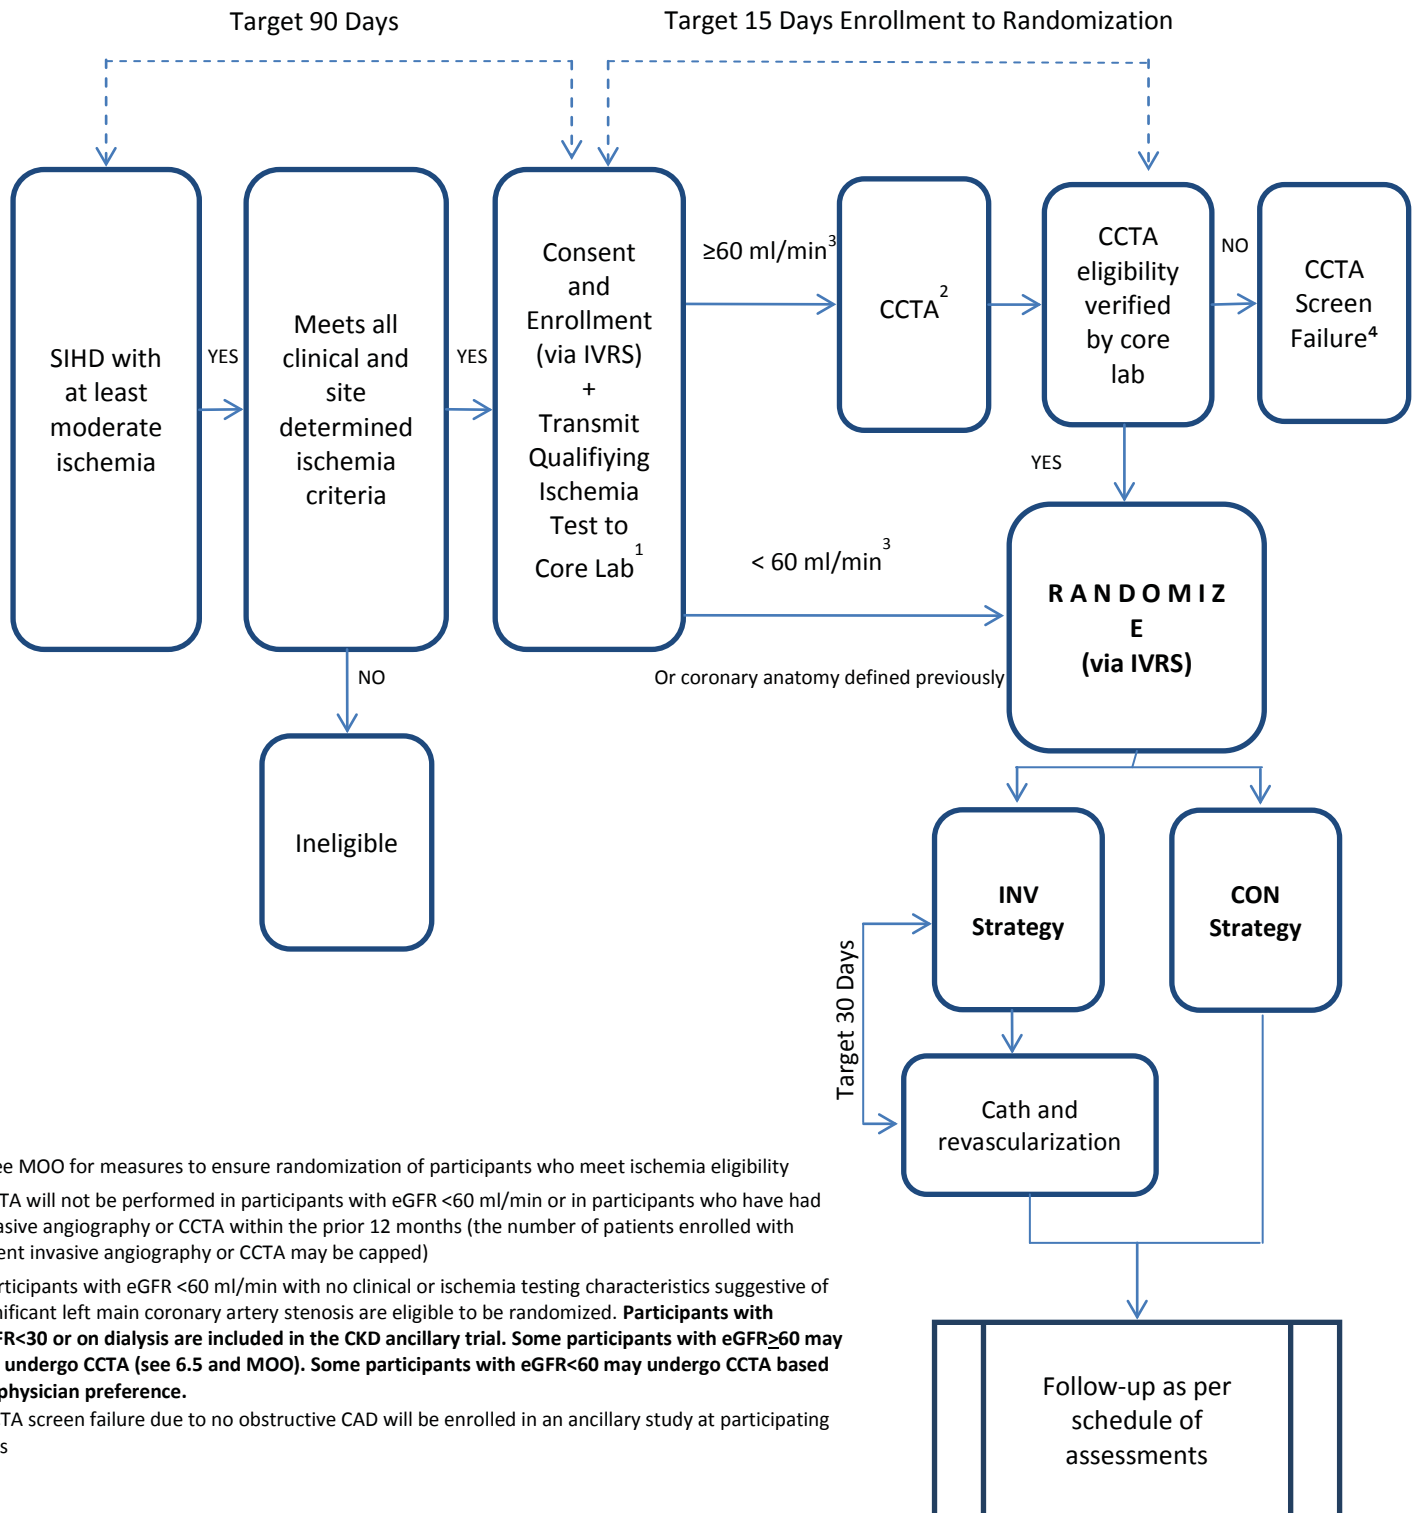 Target 90 Days
Target 15 Days Enrollment to Randomization
SIHD with
at least
moderate
ischemia
YES
Meets all
clinical and
site
determined
ischemia
criteria
YES
Consent
and
Enrollment
(via IVRS)
+
Transmit
Qualifiying
Ischemia
Test to
Core Lab1
≥60 ml/min3
CCTA2
CCTA
eligibility
verified
by core
lab
NO
CCTA
Screen
Failure4
YES
< 60 ml/min3
Or coronary anatomy defined previously
R A N D O M I Z
E
(via IVRS)
NO
Ineligible
INV
Strategy
CON
Strategy
Target 30 Days
Cath and
revascularization
Follow-up as per
schedule of
assessments
ee MOO for measures to ensure randomization of participants who meet ischemia eligibility
TA will not be performed in participants with eGFR <60 ml/min or in participants who have had
asive angiography or CCTA within the prior 12 months (the number of patients enrolled with
ent invasive angiography or CCTA may be capped)
rticipants with eGFR <60 ml/min with no clinical or ischemia testing characteristics suggestive of
nificant left main coronary artery stenosis are eligible to be randomized. Participants with
FR<30 or on dialysis are included in the CKD ancillary trial. Some participants with eGFR≥60 may
undergo CCTA (see 6.5 and MOO). Some participants with eGFR<60 may undergo CCTA based
physician preference.
TA screen failure due to no obstructive CAD will be enrolled in an ancillary study at participating
s